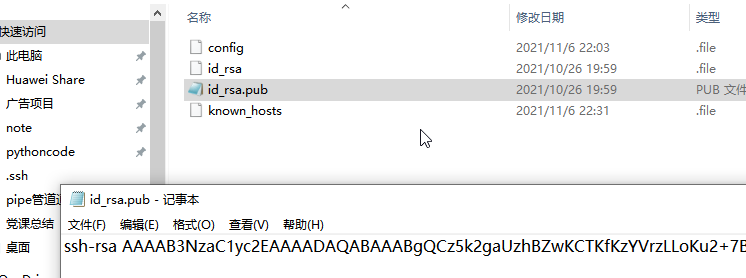 名称 修改日期 类型
快速访问
此电脑
Huawei Share
广告项目
note
pythoncode
.ssh
pipe管道
党课总结
桌面
config 2021/11/6 22:03 .file
id_rsa 2021/10/26 19:59 .file
id_rsa.pub 2021/10/26 19:59 PUB 文件
known_hosts 2021/11/6 22:31 .file
id_rsa.pub - 记事本
文件(F) 编辑(E) 格式(O) 查看(V) 帮助(H)
ssh-rsa AAAAB3NzaC1yc2EAAAADAQABAAABgQCz5k2gaUzhBZwKCTKfKzYVrzLLoKu2+7B